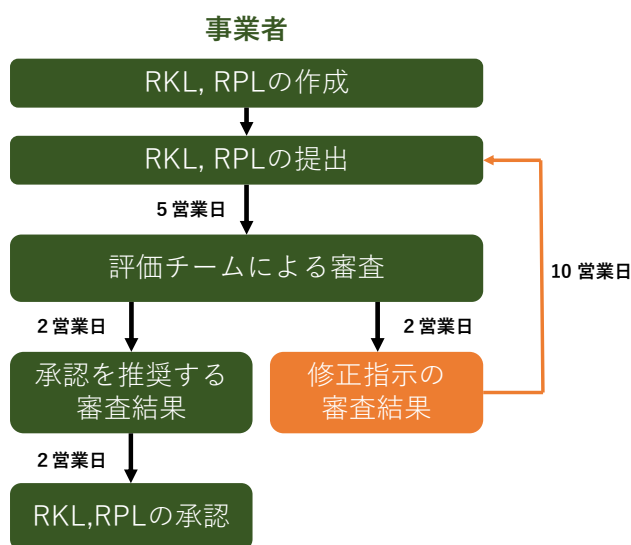 事業者
RKL, RPLの作成
RKL, RPLの提出
5 営業日
評価チームによる審査
10 営業日
2 営業日
2 営業日
承認を推奨する
審査結果
修正指示の
審査結果
2 営業日
RKL,RPLの承認